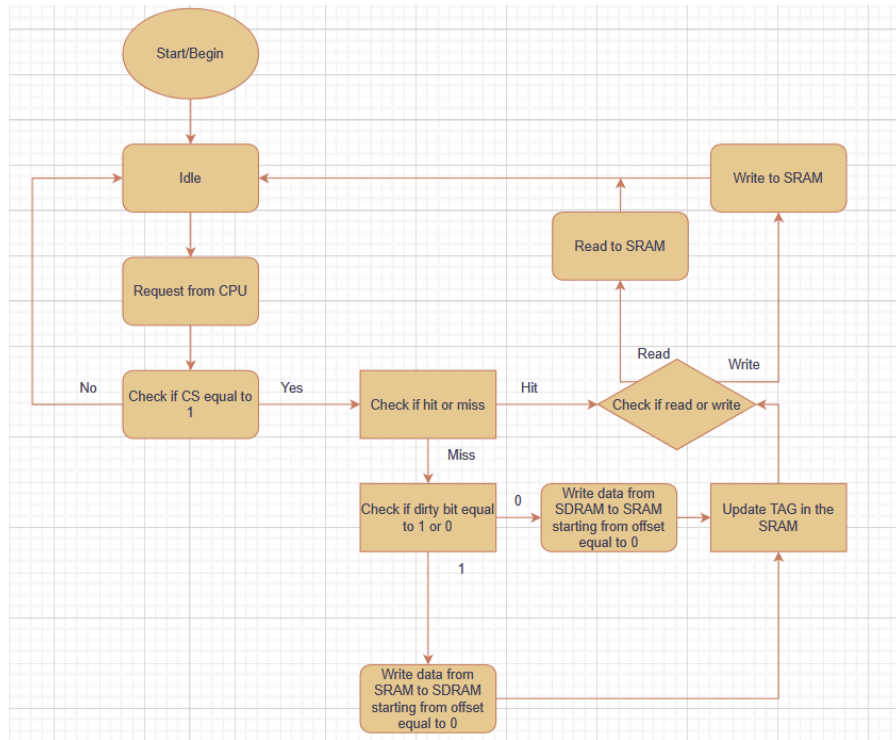 Start/Begin
Idle
Write to SRAM
Read to SRAM
Request from CPU
Read
Write
No
Check if CS equal to
1
Yes
Check if hit or miss
Hit
Check if read or write
Miss
Check if dirty bit equal
to 1 or 0
0
Write data from
SDRAM to SRAM
starting from offset
equal to 0
Update TAG in the
SRAM
1
Write data from
SRAM to SDRAM
starting from offset
equal to 0